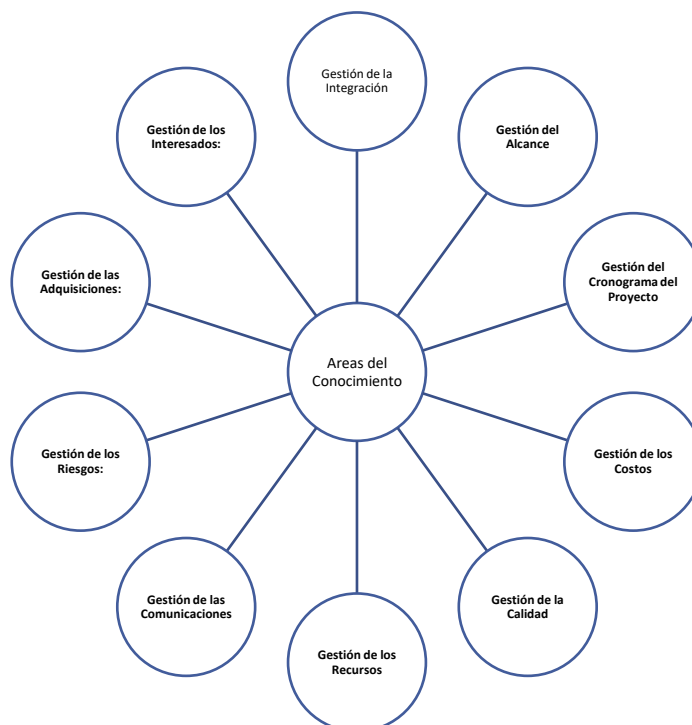 Gestión de la
Integración
Gestión del
Alcance
Gestión del
Cronograma del
Proyecto
Gestión de los
Costos
Gestión de la
Calidad
Gestión de los
Recursos
Gestión de las
Comunicaciones
Gestión de los
Riesgos:
Gestión de las
Adquisiciones:
Gestión de los
Interesados:
Areas del
Conocimiento